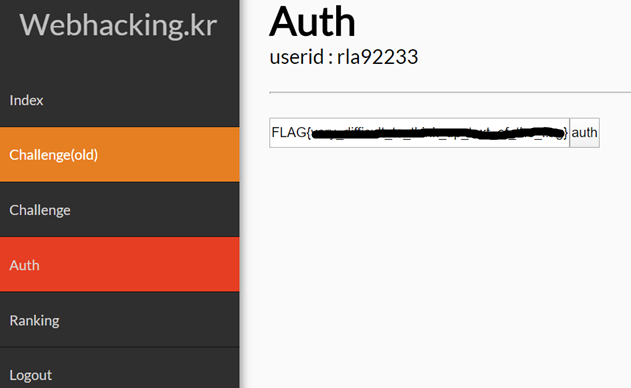 Webhacking.kr
Index
Challenge(old)
Challenge
Auth
Ranking
Logout
Auth
userid : rla92233
FLAG{ } auth